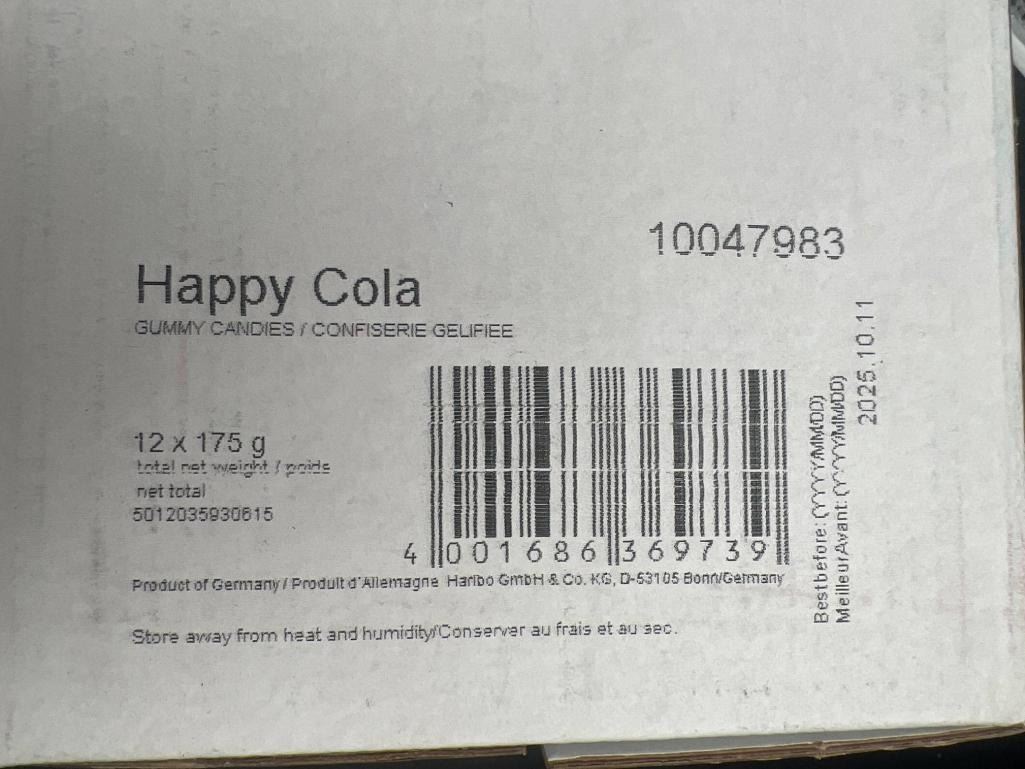 10047983
Happy Cola
GUMMY CANDIES / CONFISERIE GELIFIEE
12 x 175 g
total net weight / poids
net total
5012035930615
4 001686 369739
Product of Germany / Produit d'Allemagne Haribo GmbH & Co. KG, D-53105 Bonn/Germany
Store away from heat and humidity/Conserver au frais et au sec.
Best before: (YYYY/MM/DD)
Meilleur Avant: (YYYY/MM/DD)
2025.10.11